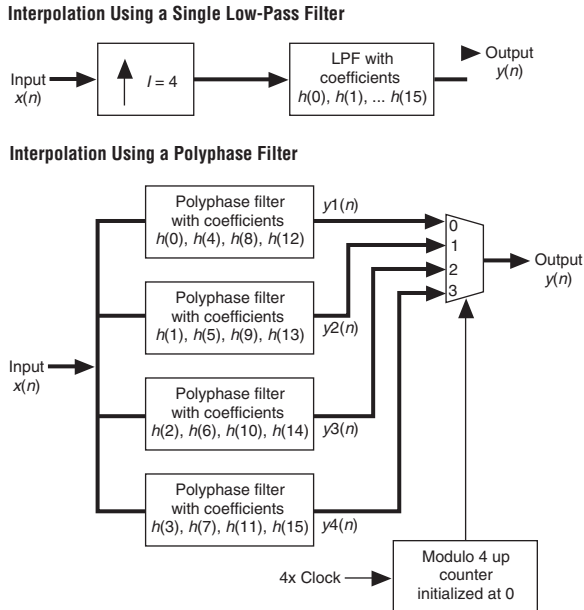 Interpolation Using a Single Low-Pass Filter
Input
x(n)
I = 4
LPF with
coefficients
h(0), h(1), ... h(15)
Output
y(n)
Interpolation Using a Polyphase Filter
Input
x(n)
Polyphase filter
with coefficients
h(0), h(4), h(8), h(12)
y1(n)
Polyphase filter
with coefficients
h(1), h(5), h(9), h(13)
y2(n)
Polyphase filter
with coefficients
h(2), h(6), h(10), h(14)
y3(n)
Polyphase filter
with coefficients
h(3), h(7), h(11), h(15)
y4(n)
0
1
2
3
Output
y(n)
4x Clock
Modulo 4 up
counter
initialized at 0